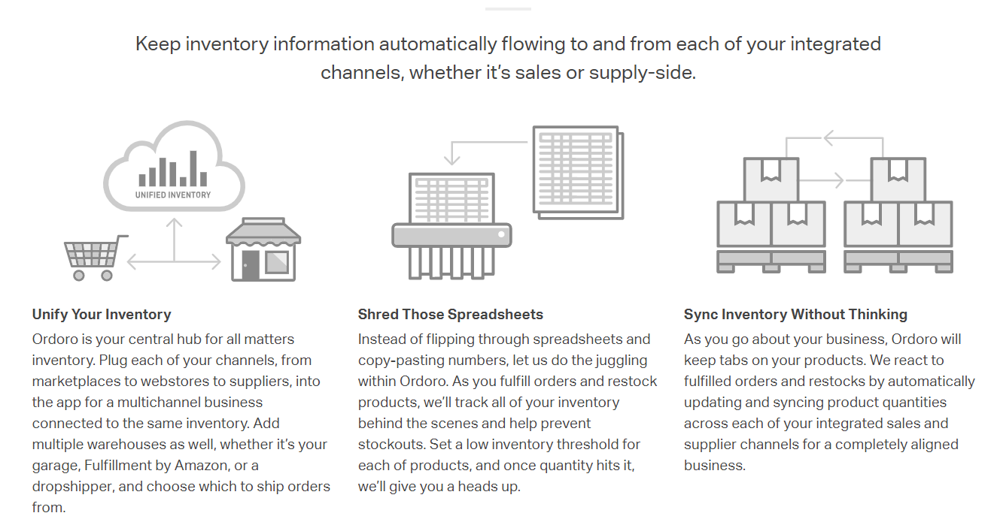 Keep inventory information automatically flowing to and from each of your integrated
channels, whether it’s sales or supply-side.
UNIFIED INVENTORY
Unify Your Inventory
Ordoro is your central hub for all matters
inventory. Plug each of your channels, from
marketplaces to webstores to suppliers, into
the app for a multichannel business
connected to the same inventory. Add
multiple warehouses as well, whether it’s your
garage, Fulfillment by Amazon, or a
dropshipper, and choose which to ship orders
from.
Shred Those Spreadsheets
Instead of flipping through spreadsheets and
copy-pasting numbers, let us do the juggling
within Ordoro. As you fulfill orders and restock
products, we’ll track all of your inventory
behind the scenes and help prevent
stockouts. Set a low inventory threshold for
each of products, and once quantity hits it,
we’ll give you a heads up.
Sync Inventory Without Thinking
As you go about your business, Ordoro will
keep tabs on your products. We react to
fulfilled orders and restocks by automatically
updating and syncing product quantities
across each of your integrated sales and
supplier channels for a completely aligned
business.